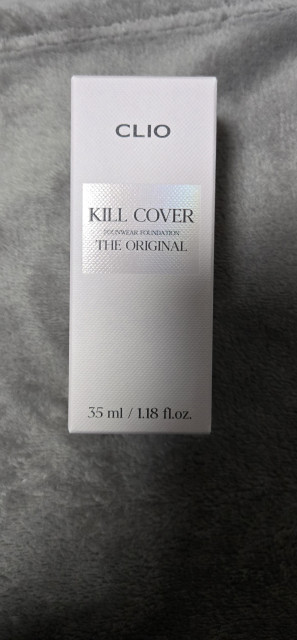 CLIO
KILL COVER
FOUNWEAR FOUNDATION
THE ORIGINAL
35 ml / 1.18 fl.oz.